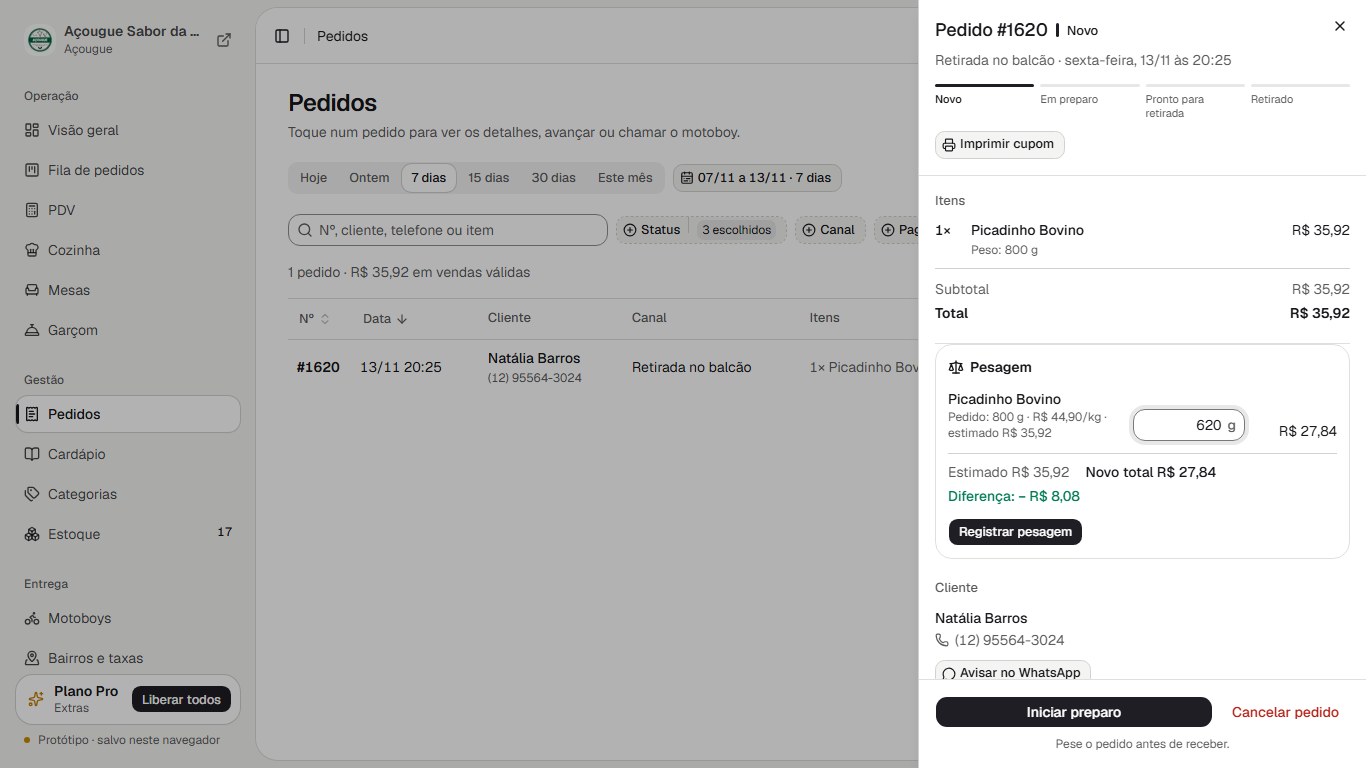 Açougue Sabor da ...
Açougue
Operação
Visão geral
Fila de pedidos
PDV
Cozinha
Mesas
Garçom
Gestão
Pedidos
Cardápio
Categorias
Estoque 17
Entrega
Motoboys
Bairros e taxas
Plano Pro
Extras
Liberar todos
Protótipo · salvo neste navegador
Pedidos
Pedidos
Toque num pedido para ver os detalhes, avançar ou chamar o motoboy.
Hoje Ontem 7 dias 15 dias 30 dias Este mês 07/11 a 13/11 · 7 dias
Nº, cliente, telefone ou item Status 3 escolhidos Canal Pag
1 pedido · R$ 35,92 em vendas válidas
Nº Data Cliente Canal Itens
#1620 13/11 20:25 Natália Barros Retirada no balcão 1× Picadinho Bov
(12) 95564-3024
Pedido #1620 Novo
Retirada no balcão · sexta-feira, 13/11 às 20:25
Novo Em preparo Pronto para retirada Retirado
Imprimir cupom
Itens
1× Picadinho Bovino R$ 35,92
Peso: 800 g
Subtotal R$ 35,92
Total R$ 35,92
Pesagem
Picadinho Bovino
Pedido: 800 g · R$ 44,90/kg ·
estimado R$ 35,92
620 g R$ 27,84
Estimado R$ 35,92 Novo total R$ 27,84
Diferença: − R$ 8,08
Registrar pesagem
Cliente
Natália Barros
(12) 95564-3024
Avisar no WhatsApp
Iniciar preparo Cancelar pedido
Pese o pedido antes de receber.